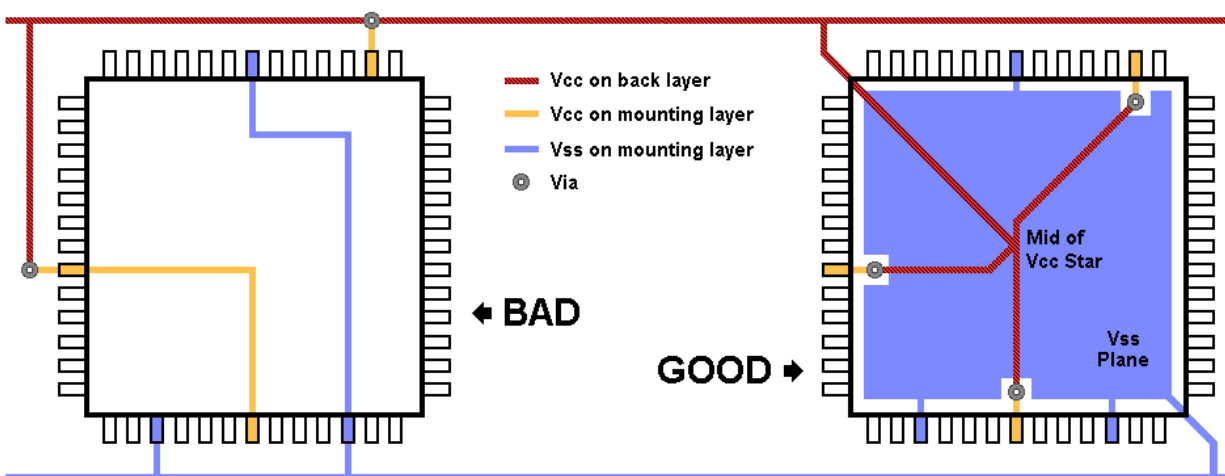 Vcc on back layer
Vcc on mounting layer
Vss on mounting layer
Via
Mid of
Vcc Star
BAD
Vss
Plane
GOOD